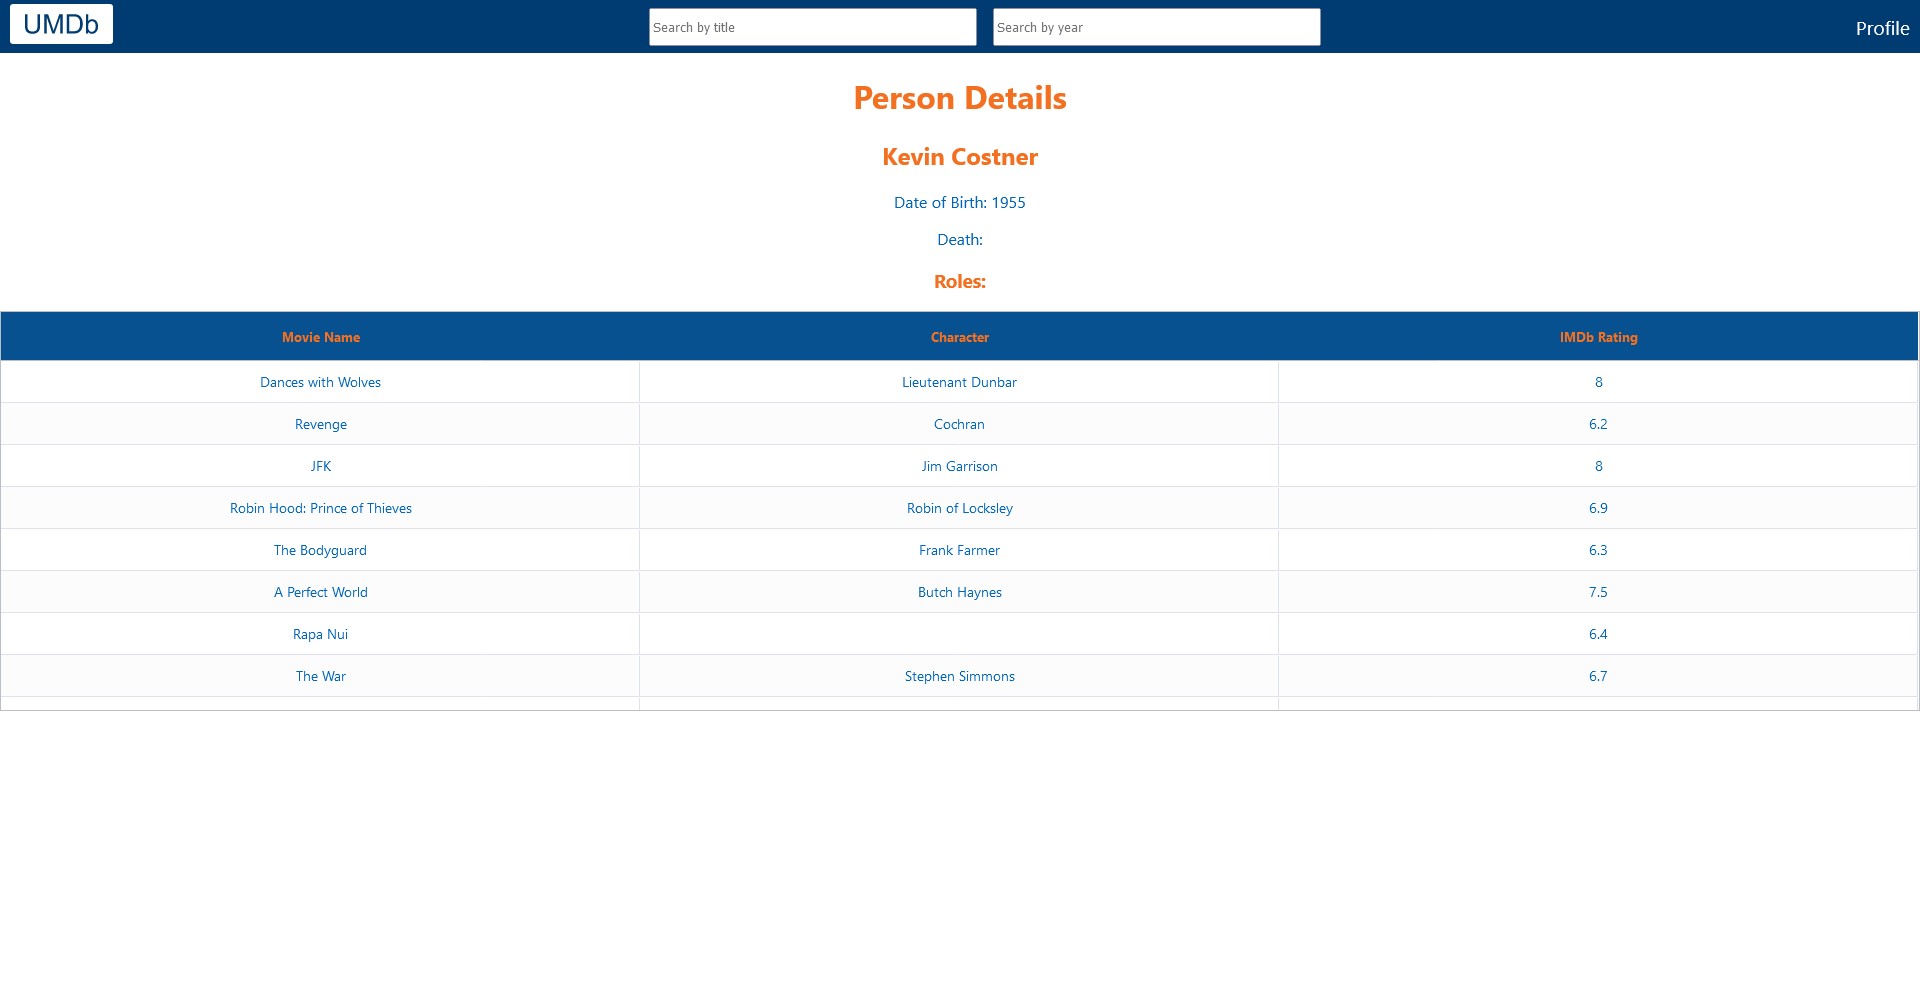 UMDb
Search by title
Search by year
Profile
Person Details
Kevin Costner
Date of Birth: 1955
Death:
Roles:
Movie Name Character IMDb Rating
Dances with Wolves Lieutenant Dunbar 8
Revenge Cochran 6.2
JFK Jim Garrison 8
Robin Hood: Prince of Thieves Robin of Locksley 6.9
The Bodyguard Frank Farmer 6.3
A Perfect World Butch Haynes 7.5
Rapa Nui 6.4
The War Stephen Simmons 6.7